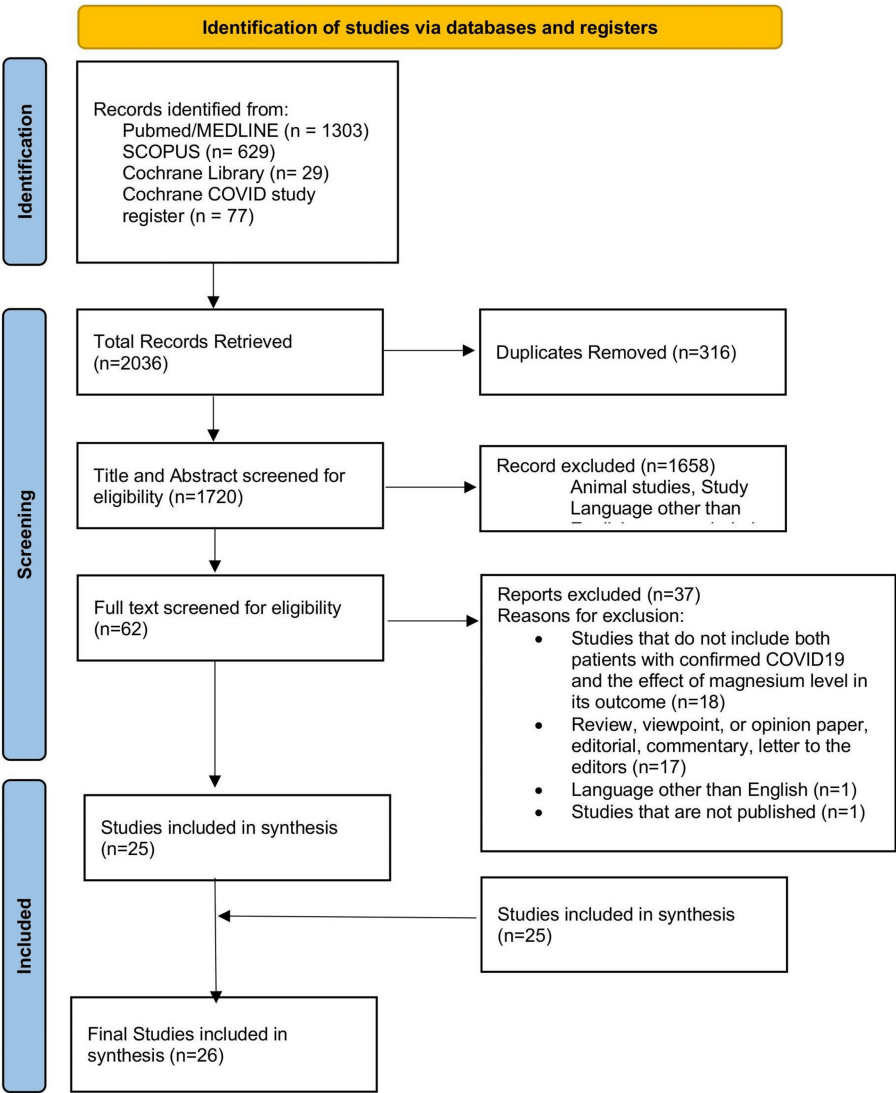 Identification of studies via databases and registers
Identification
Records identified from:
Pubmed/MEDLINE (n = 1303)
SCOPUS (n= 629)
Cochrane Library (n= 29)
Cochrane COVID study
register (n = 77)
Screening
Total Records Retrieved
(n=2036)
Duplicates Removed (n=316)
Title and Abstract screened for
eligibility (n=1720)
Record excluded (n=1658)
Animal studies, Study
Language other than
Full text screened for eligibility
(n=62)
Reports excluded (n=37)
Reasons for exclusion:
• Studies that do not include both
patients with confirmed COVID19
and the effect of magnesium level in
its outcome (n=18)
• Review, viewpoint, or opinion paper,
editorial, commentary, letter to the
editors (n=17)
• Language other than English (n=1)
• Studies that are not published (n=1)
Included
Studies included in synthesis
(n=25)
Studies included in synthesis
(n=25)
Final Studies included in
synthesis (n=26)